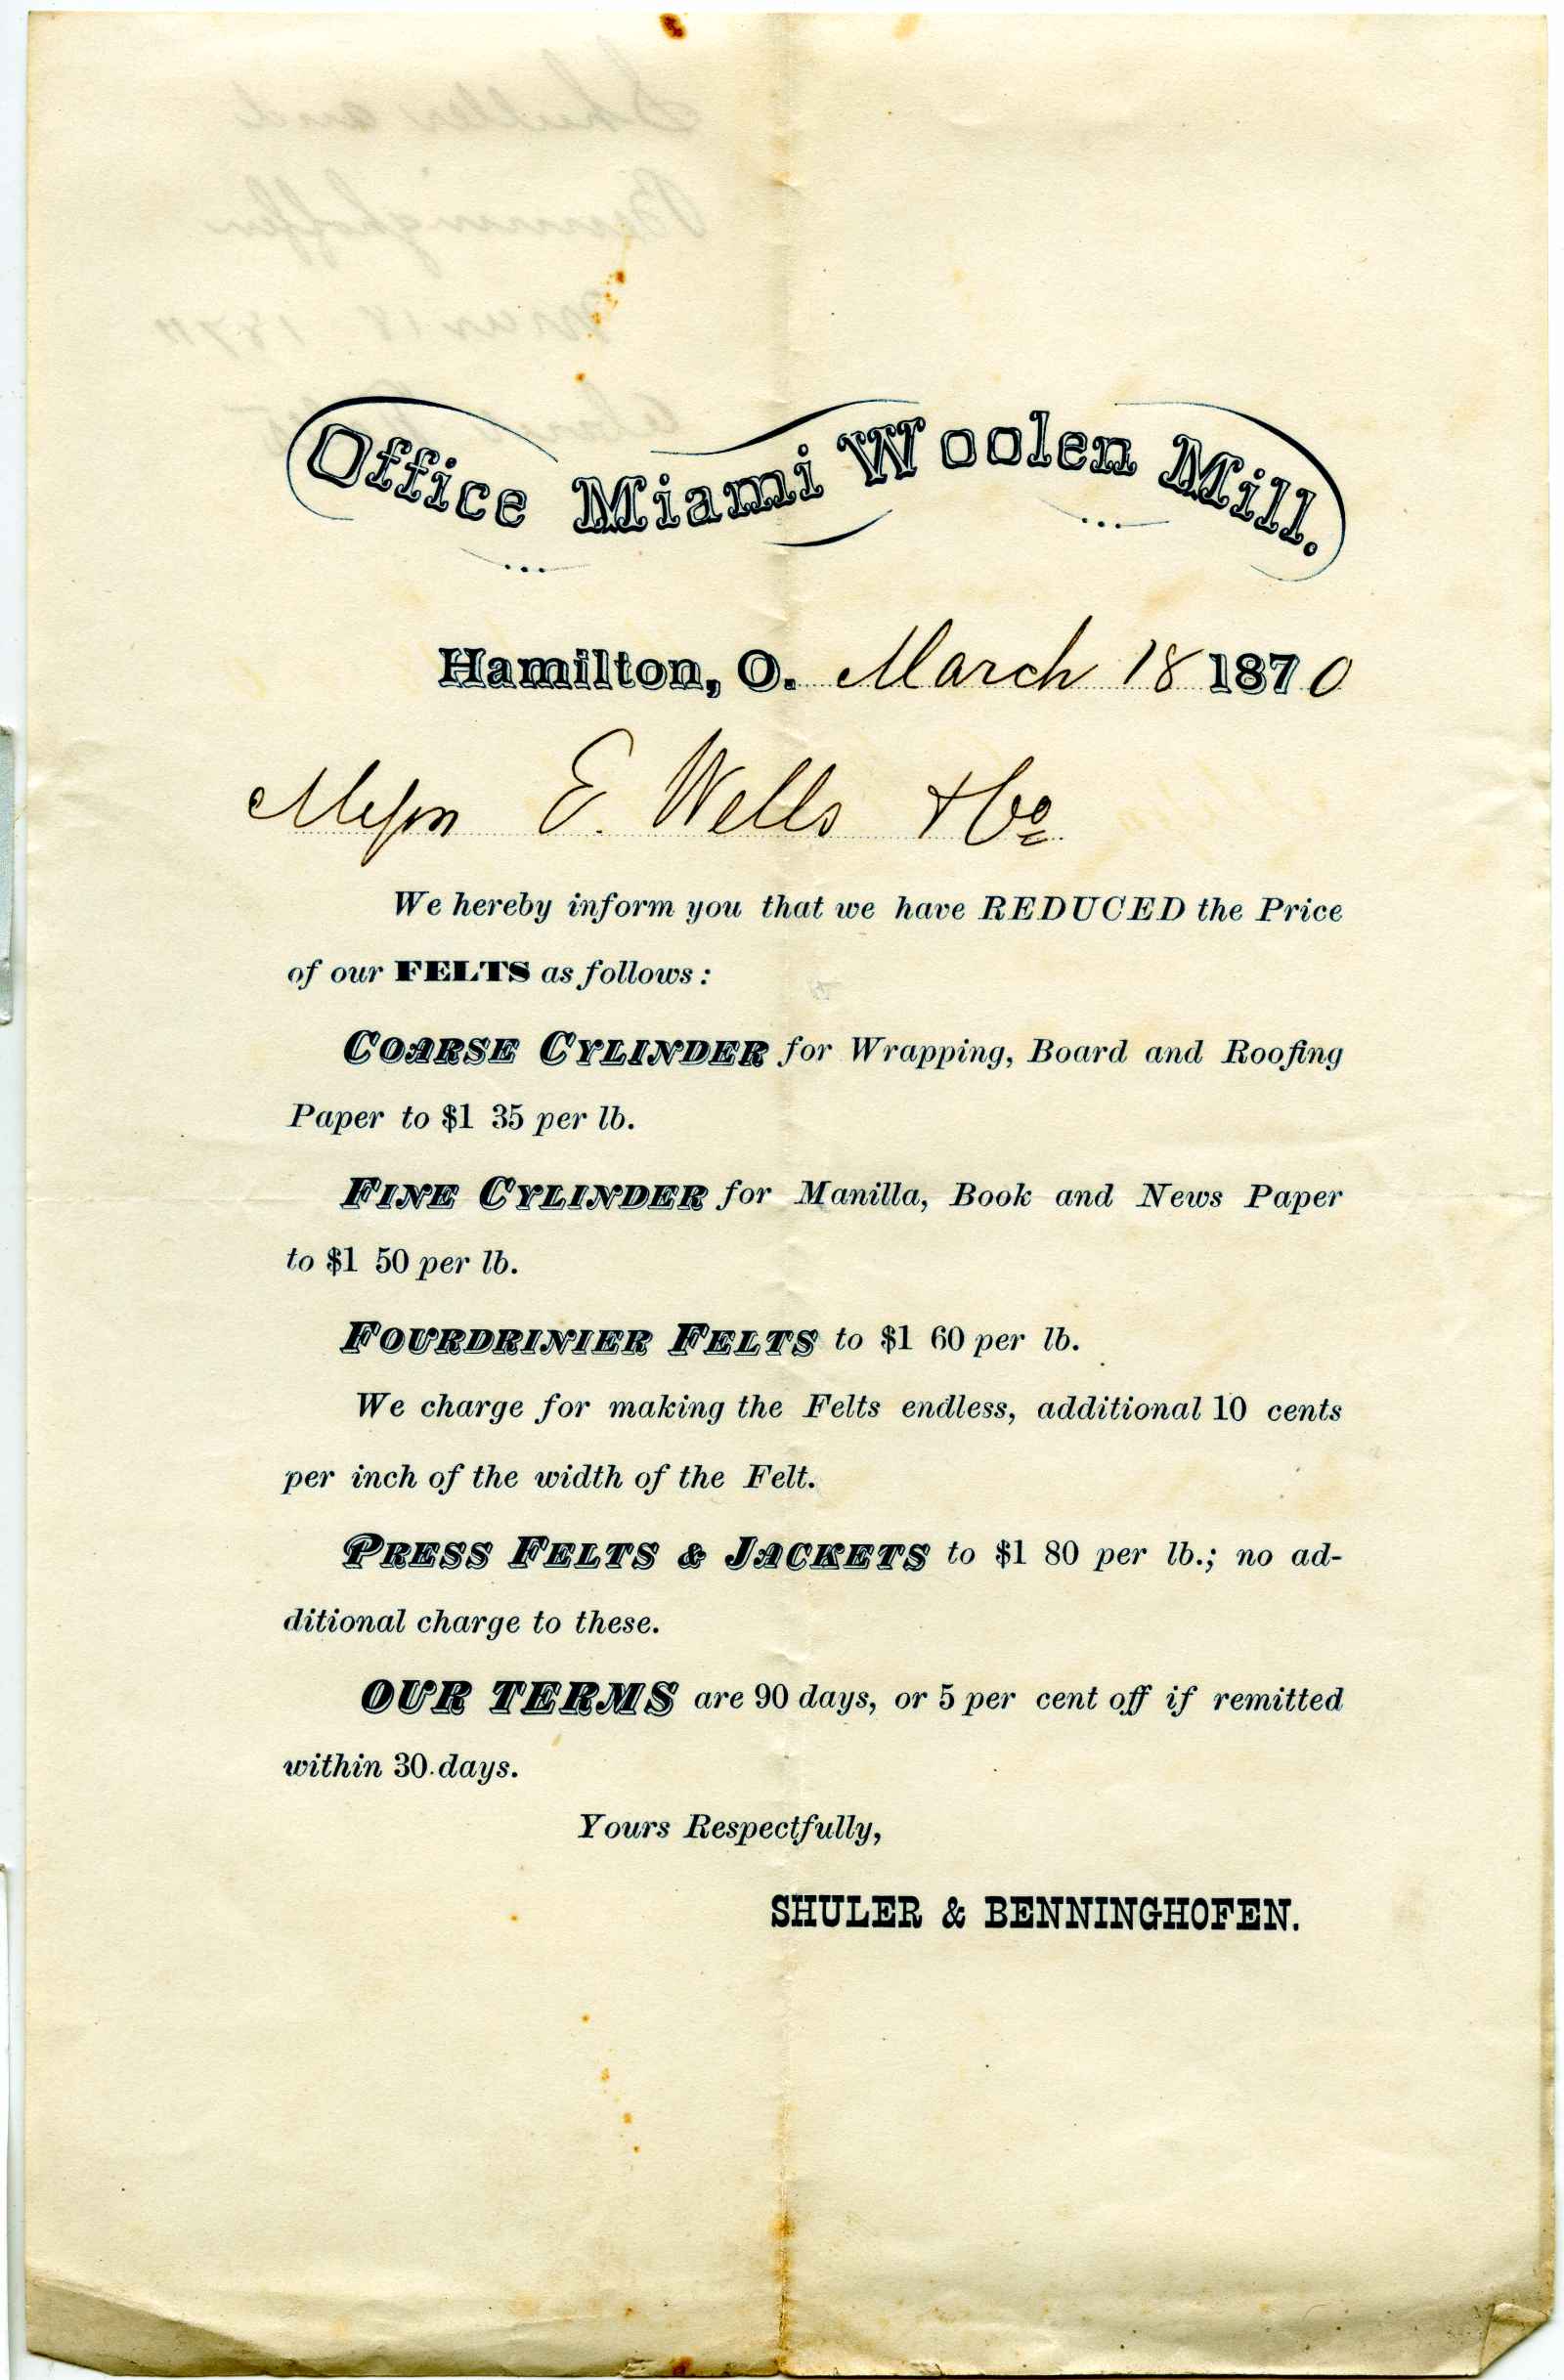 Office Miami Woolen Mill.
Hamilton, O. March 18 1870
Messrs E. Wells & Co
We hereby inform you that we have REDUCED the Price
of our FELTS as follows:
COARSE CYLINDER for Wrapping, Board and Roofing
Paper to $1 35 per lb.
FINE CYLINDER for Manilla, Book and News Paper
to $1 50 per lb.
FOURDRINIER FELTS to $1 60 per lb.
We charge for making the Felts endless, additional 10 cents
per inch of the width of the Felt.
PRESS FELTS & JACKETS to $1 80 per lb.; no ad-
ditional charge to these.
OUR TERMS are 90 days, or 5 per cent off if remitted
within 30 days.
Yours Respectfully,
SHULER & BENNINGHOFEN.